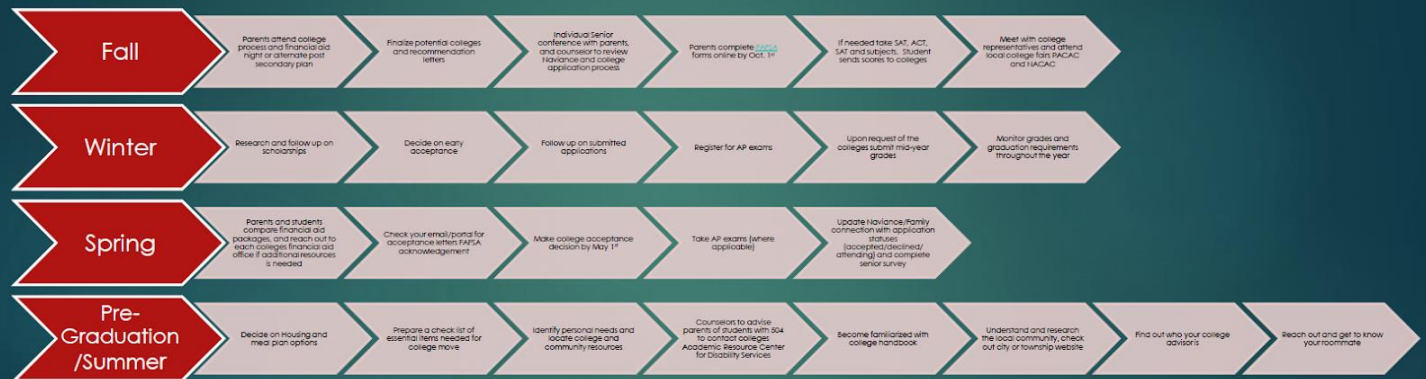 Fall
Parents attend college
process and financial aid
night or alternate post
secondary plan
Finalize potential colleges
and recommendation
letters
Individual Senior
conference with parents,
and counselor to review
Naviance and college
application process
Parents complete FAFSA
forms online by Oct. 1st
If needed take SAT, ACT,
SAT and subjects. Student
sends scores to colleges
Meet with college
representatives and attend
local college fairs PACAC
and NACAC
Winter
Research and follow up on
scholarships
Decide on early
acceptance
Follow up on submitted
applications
Register for AP exams
Upon request of the
colleges submit mid-year
grades
Monitor grades and
graduation requirements
throughout the year
Spring
Parents and students
compare financial aid
packages, and reach out to
each colleges financial aid
office if additional resources
is needed
Check your email/portal for
acceptance letters FAFSA
acknowledgement
Make college acceptance
decision by May 1st
Take AP exams (where
applicable)
Update Naviance/Family
connection with application
statuses
(accepted/declined/
attending) and complete
senior survey
Pre-
Graduation
/Summer
Decide on Housing and
meal plan options
Prepare a check list of
essential items needed for
college move
Identify personal needs and
locate college and
community resources
Counselors to advise
parents of students with 504
to contact colleges
Academic Resource Center
for Disability Services
Become familiarized with
college handbook
Understand and research
the local community, check
out city or township website
Find out who your college
advisor is
Reach out and get to know
your roommate